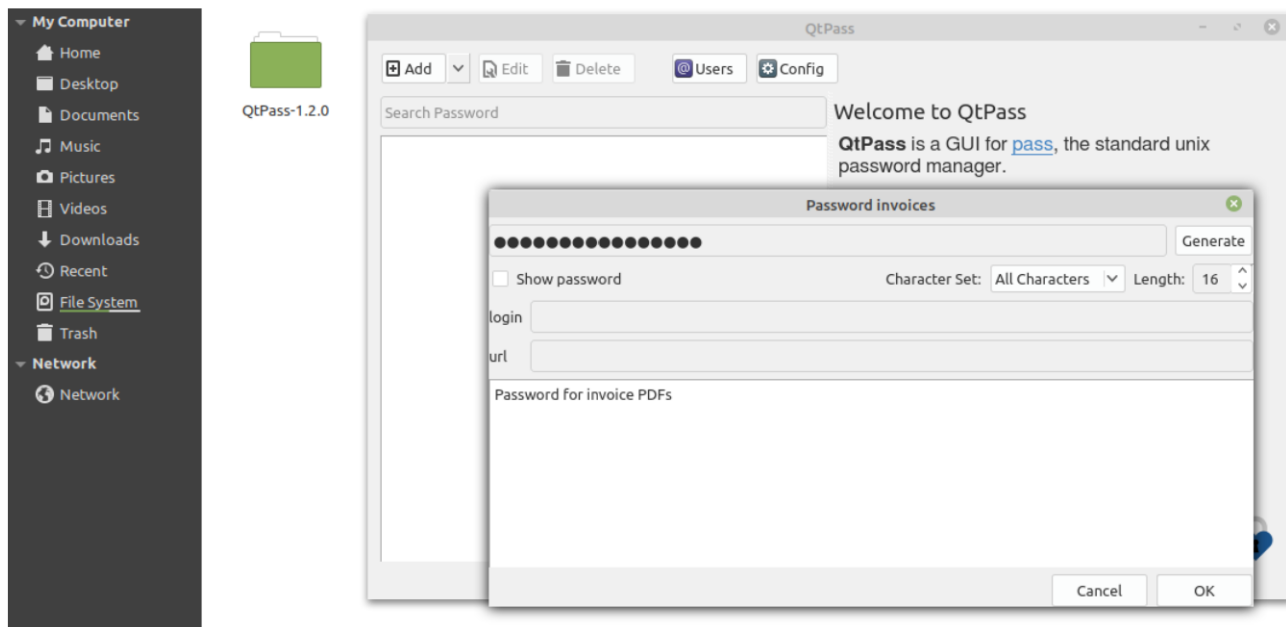 My Computer
Home
Desktop
Documents
Music
Pictures
Videos
Downloads
Recent
File System
Trash
Network
Network
QtPass-1.2.0
QtPass
Add
Edit
Delete
@ Users
Config
Search Password
Welcome to QtPass
QtPass is a GUI for pass, the standard unix
password manager.
Password invoices
Generate
Show password
Character Set: All Characters
Length: 16
login
url
Password for invoice PDFs
Cancel
OK